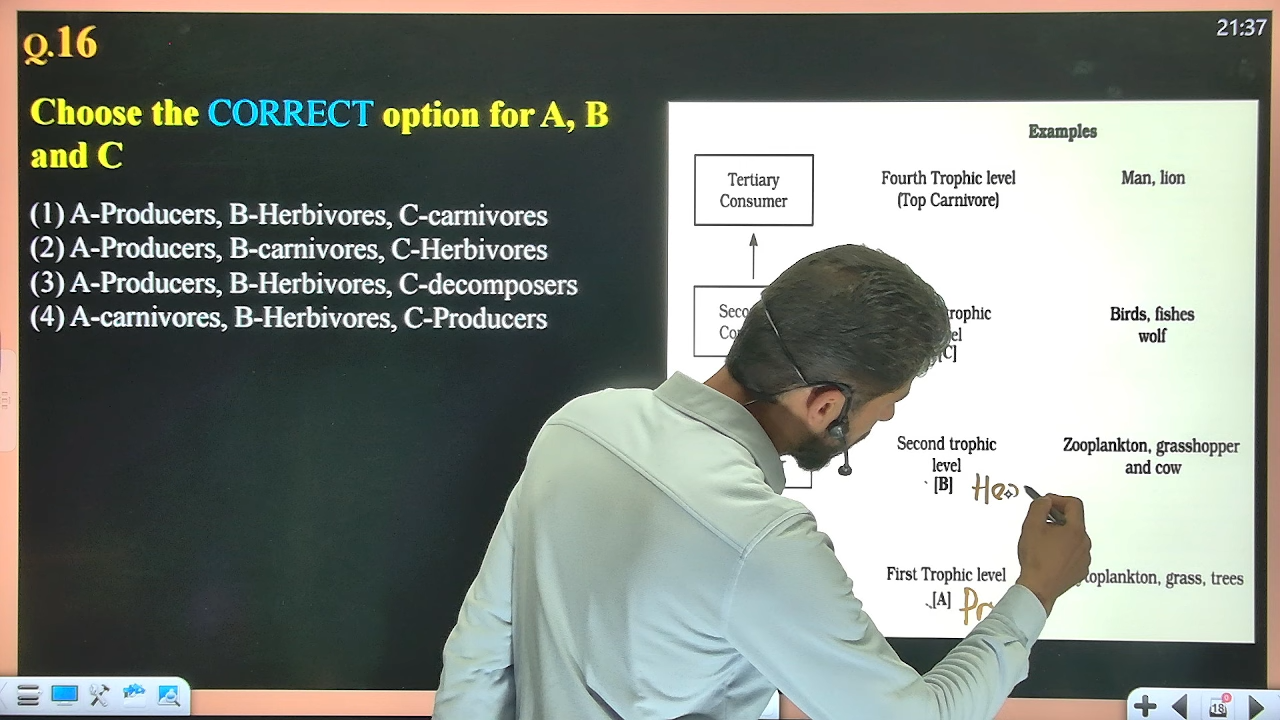 Q.16
21:37
Choose the CORRECT option for A, B
and C
(1) A-Producers, B-Herbivores, C-carnivores
(2) A-Producers, B-carnivores, C-Herbivores
(3) A-Producers, B-Herbivores, C-decomposers
(4) A-carnivores, B-Herbivores, C-Producers
Examples
Tertiary
Consumer
Fourth Trophic level
(Top Carnivore)
Man, lion
[C]
Birds, fishes
wolf
Second trophic
level
[B]
Zooplankton, grasshopper
and cow
First Trophic level
[A]
grass, trees
18
0